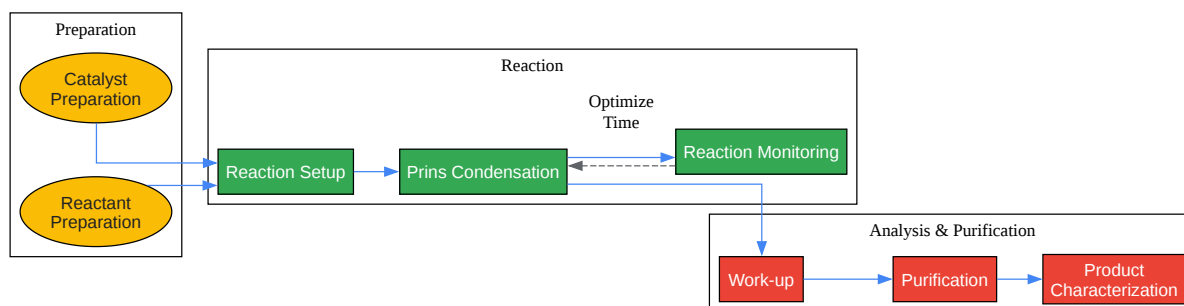 Preparation
Catalyst
Preparation
Reactant
Preparation
Reaction
Optimize
Time
Reaction Setup
Prins Condensation
Reaction Monitoring
Analysis & Purification
Work-up
Purification
Product
Characterization